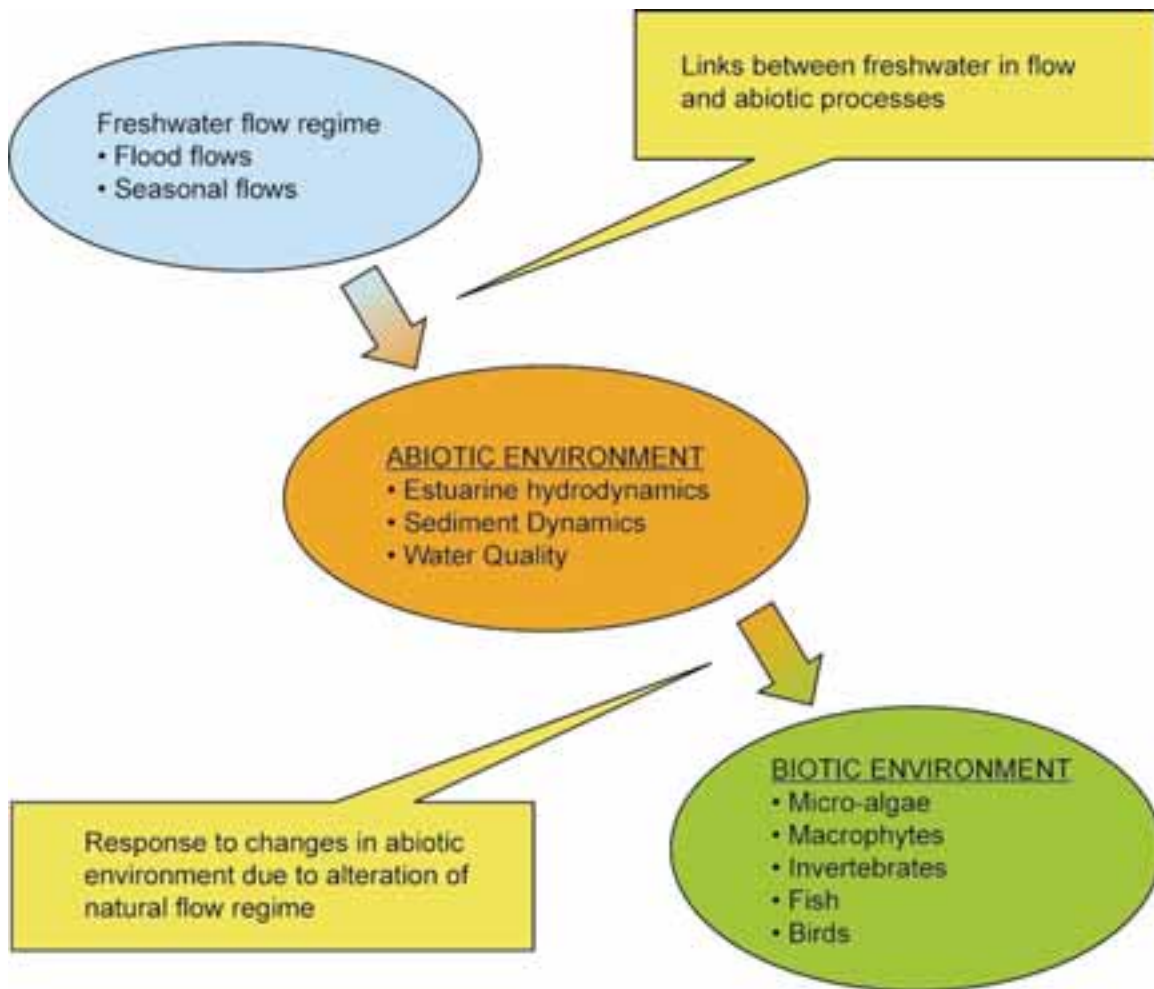 Freshwater flow regime
• Flood flows
• Seasonal flows
Links between freshwater in flow
and abiotic processes
ABIOTIC ENVIRONMENT
• Estuarine hydrodynamics
• Sediment Dynamics
• Water Quality
Response to changes in abiotic
environment due to alteration of
natural flow regime
BIOTIC ENVIRONMENT
• Micro-algae
• Macrophytes
• Invertebrates
• Fish
• Birds